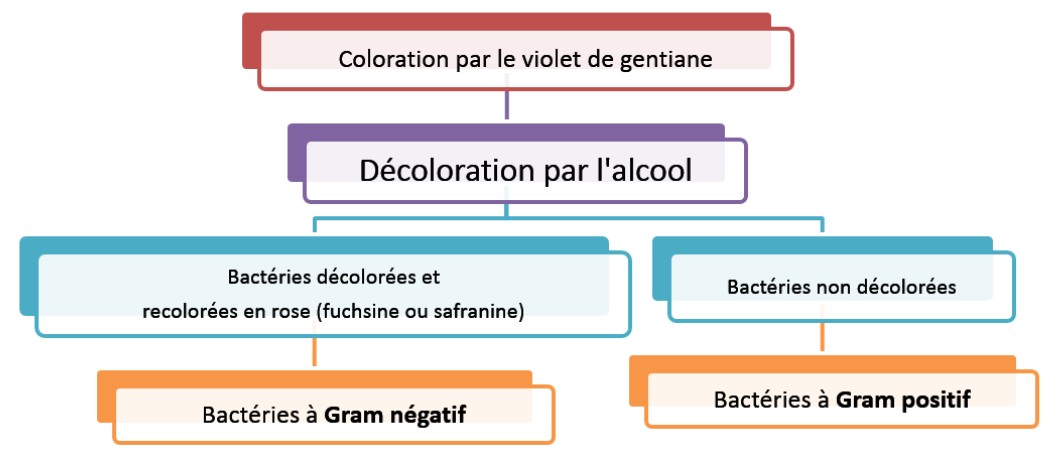 Coloration par le violet de gentiane
Décoloration par l'alcool
Bactéries décolorées et
recolorées en rose (fuchsine ou safranine)
Bactéries non décolorées
Bactéries à Gram négatif
Bactéries à Gram positif